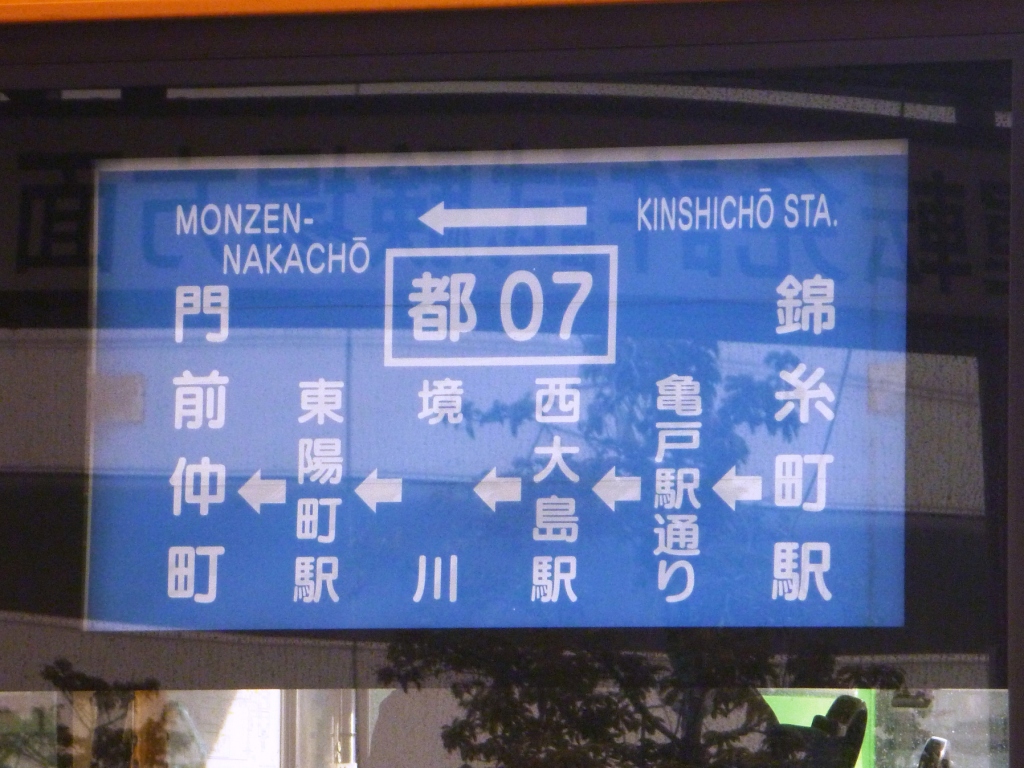 MONZEN-
NAKACHŌ
KINSHICHŌ STA.
都 07
錦糸町駅
亀戸駅通り
西大島駅
境川
東陽町駅
門前仲町